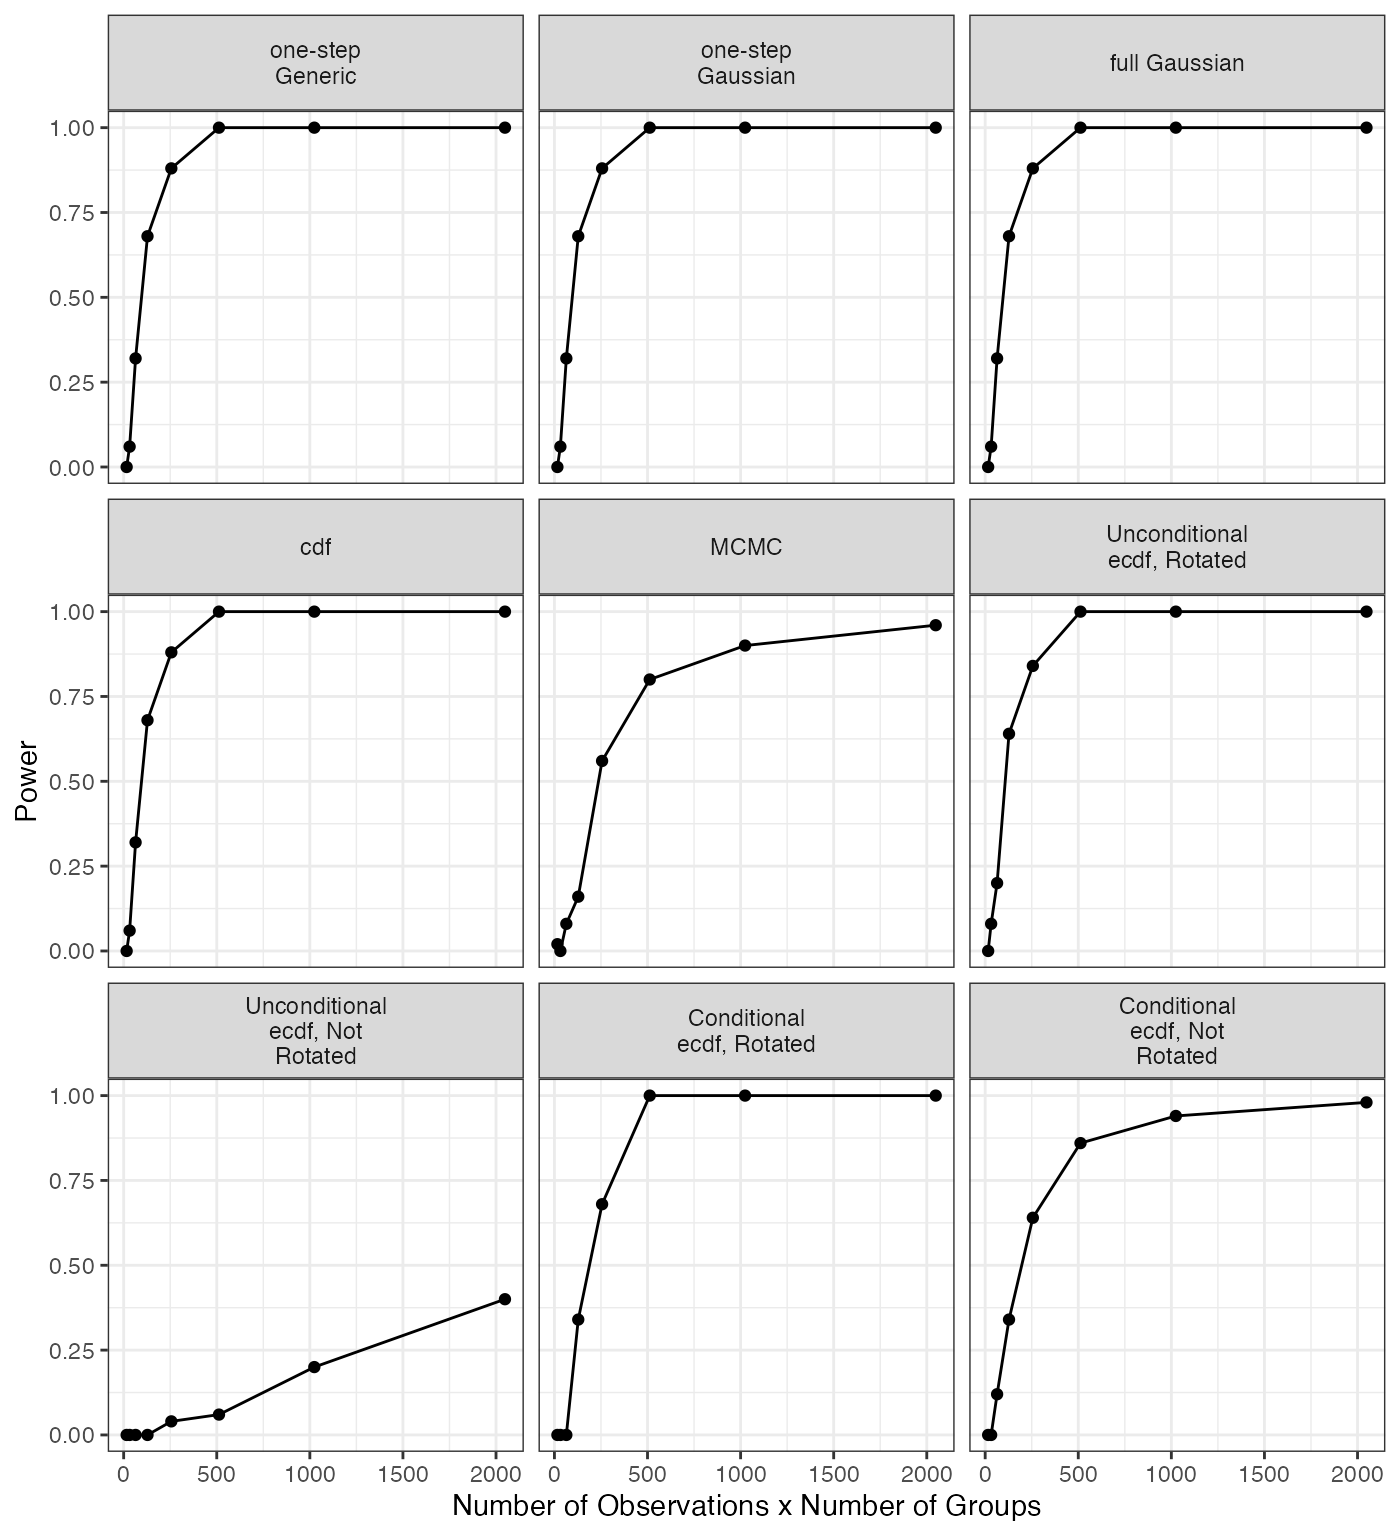 one-step
Generic
one-step
Gaussian
full Gaussian
1.00
0.75
0.50
0.25
0.00
cdf
MCMC
Unconditional
ecdf, Rotated
1.00
0.75
0.50
0.25
0.00
Power
Unconditional
ecdf, Not
Rotated
Conditional
ecdf, Rotated
Conditional
ecdf, Not
Rotated
1.00
0.75
0.50
0.25
0.00
0 500 1000 1500 2000
0 500 1000 1500 2000
0 500 1000 1500 2000
Number of Observations x Number of Groups